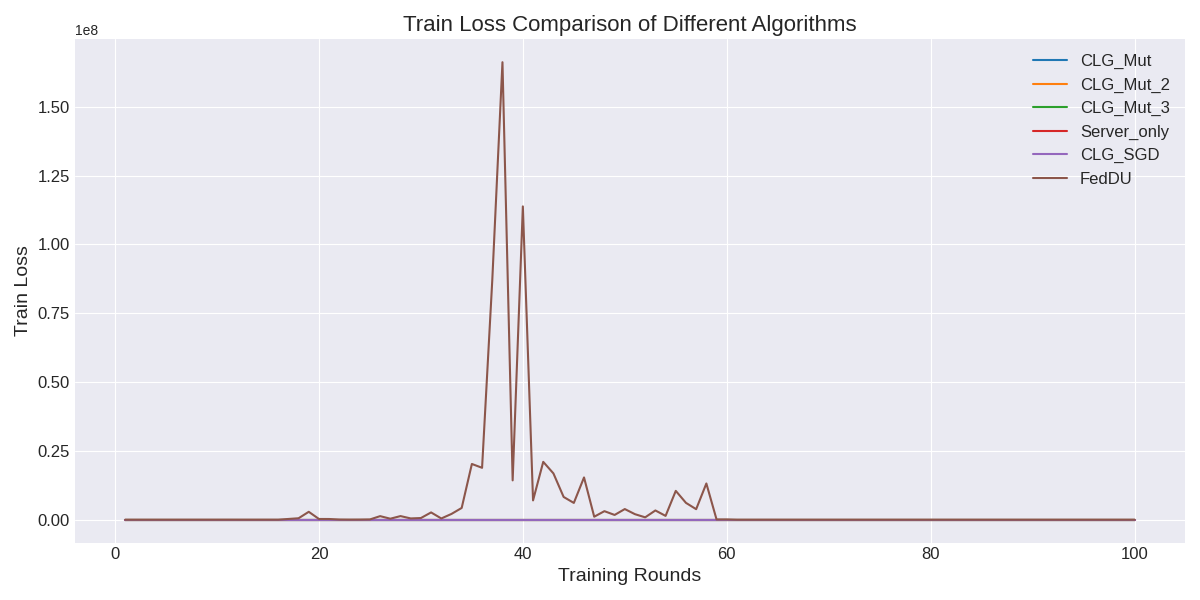 Train Loss Comparison of Different Algorithms
1e8
CLG_Mut
CLG_Mut_2
CLG_Mut_3
Server_only
CLG_SGD
FedDU
1.50
1.25
1.00
0.75
0.50
0.25
0.00
Train Loss
0 20 40 60 80 100
Training Rounds